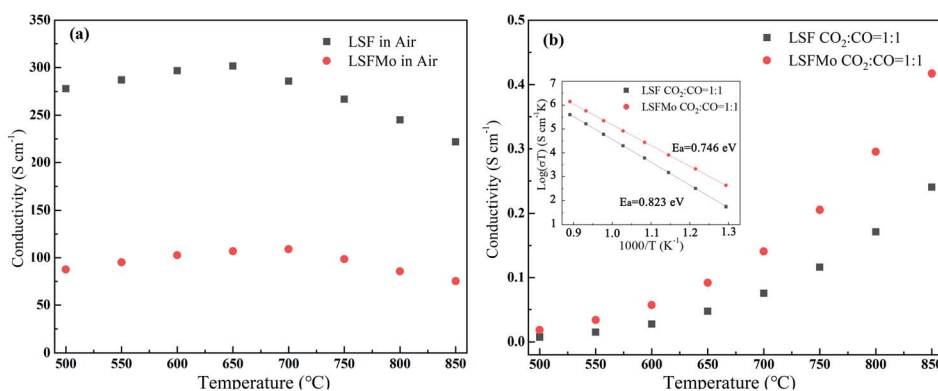 (a)
LSF in Air
LSFMo in Air
Conductivity (S cm⁻¹)
350
300
250
200
150
100
50
0
500 550 600 650 700 750 800 850
Temperature (℃)
(b)
LSF CO₂:CO=1:1
LSFMo CO₂:CO=1:1
Conductivity (S cm⁻¹)
0.5
0.4
0.3
0.2
0.1
0.0
500 550 600 650 700 750 800 850
Temperature (℃)
LSF CO₂:CO=1:1
LSFMo CO₂:CO=1:1
Log(σT) (S cm⁻¹K)
7
6
5
4
3
2
1
Ea=0.746 eV
Ea=0.823 eV
0.9 1.0 1.1 1.2 1.3
1000/T (K⁻¹)